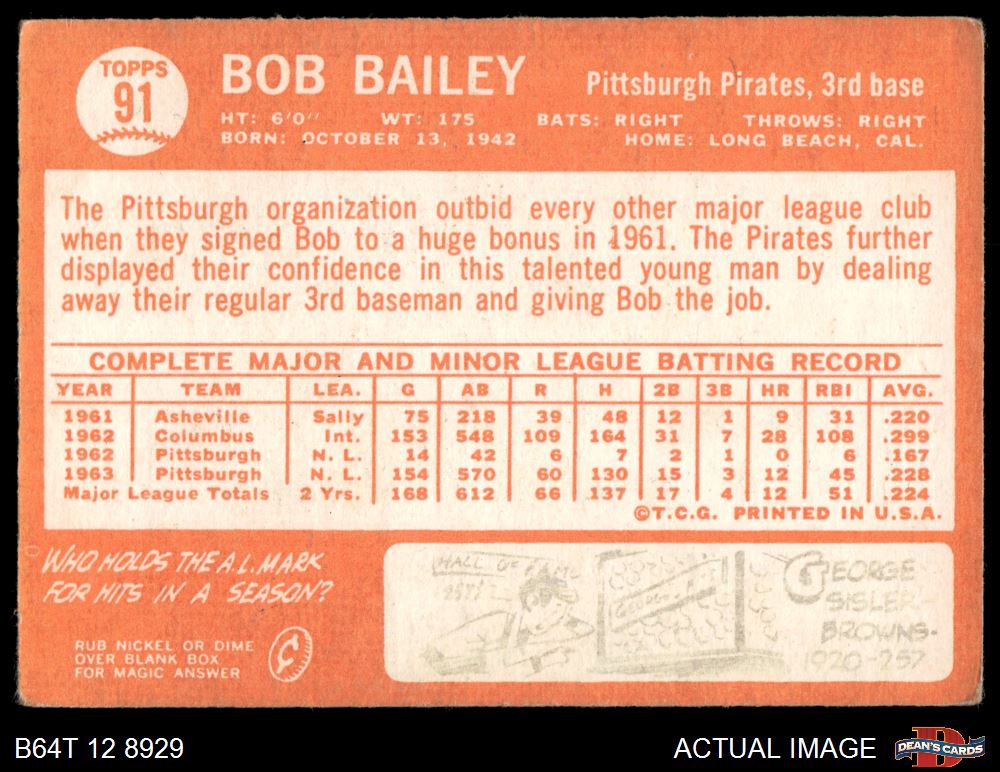 TOPPS
91
BOB BAILEY
Pittsburgh Pirates, 3rd base
HT: 6'0" WT: 175 BATS: RIGHT THROWS: RIGHT
BORN: OCTOBER 13, 1942 HOME: LONG BEACH, CAL.
The Pittsburgh organization outbid every other major league club
when they signed Bob to a huge bonus in 1961. The Pirates further
displayed their confidence in this talented young man by dealing
away their regular 3rd baseman and giving Bob the job.
COMPLETE MAJOR AND MINOR LEAGUE BATTING RECORD
YEAR TEAM LEA. G AB R H 2B 3B HR RBI AVG.
1961 Asheville Sally 75 218 39 48 12 1 9 31 .220
1962 Columbus Int. 153 548 109 164 31 7 28 108 .299
1962 Pittsburgh N. L. 14 42 6 7 2 1 0 6 .167
1963 Pittsburgh N. L. 154 570 60 130 15 3 12 45 .228
Major League Totals 2 Yrs. 168 612 66 137 17 4 12 51 .224
©T.C.G. PRINTED IN U.S.A.
WHO HOLDS THE A.L. MARK
FOR HITS IN A SEASON?
RUB NICKEL OR DIME
OVER BLANK BOX
FOR MAGIC ANSWER
¢
HALL OF FAME
GEORGE
SISLER-
BROWNS-
920-257
B64T 12 8929
ACTUAL IMAGE
DEAN'S CARDS